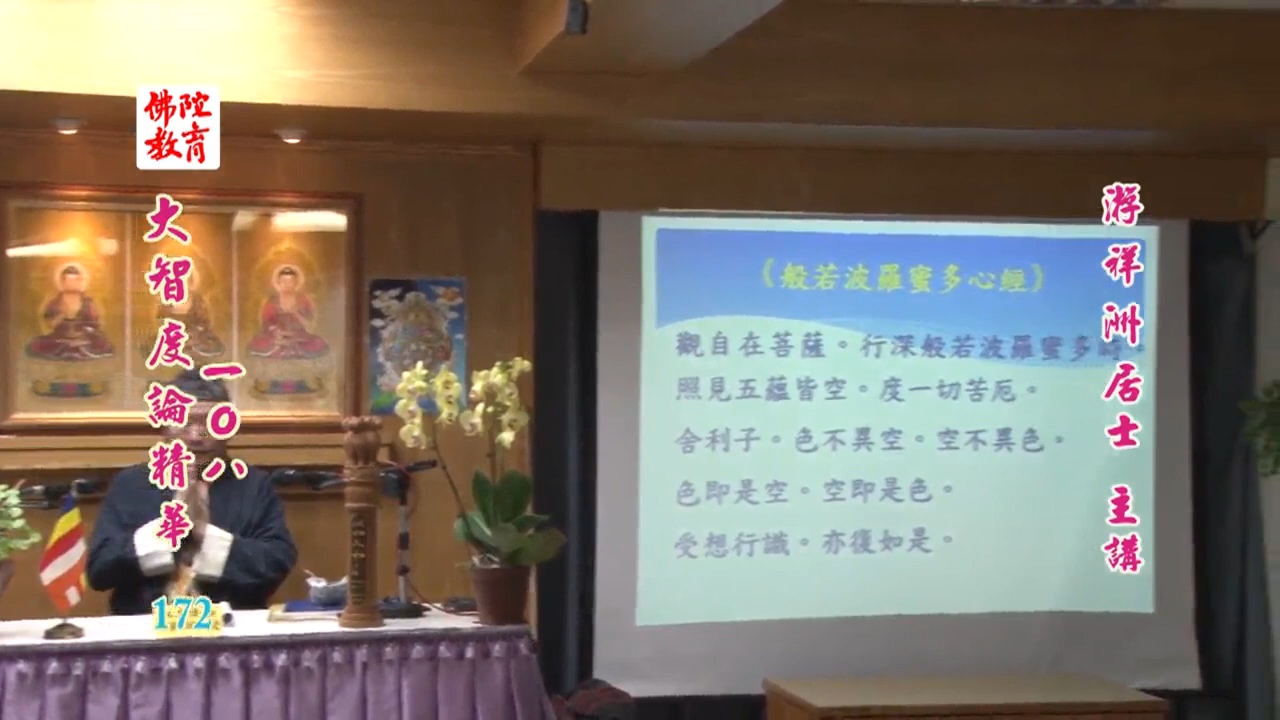 佛陀
教育
大智度論精華
一〇八
172
《般若波羅蜜多心經》
觀自在菩薩。行深般若波羅蜜多時。
照見五蘊皆空。度一切苦厄。
舍利子。色不異空。空不異色。
色即是空。空即是色。
受想行識。亦復如是。
游祥洲居士 主講